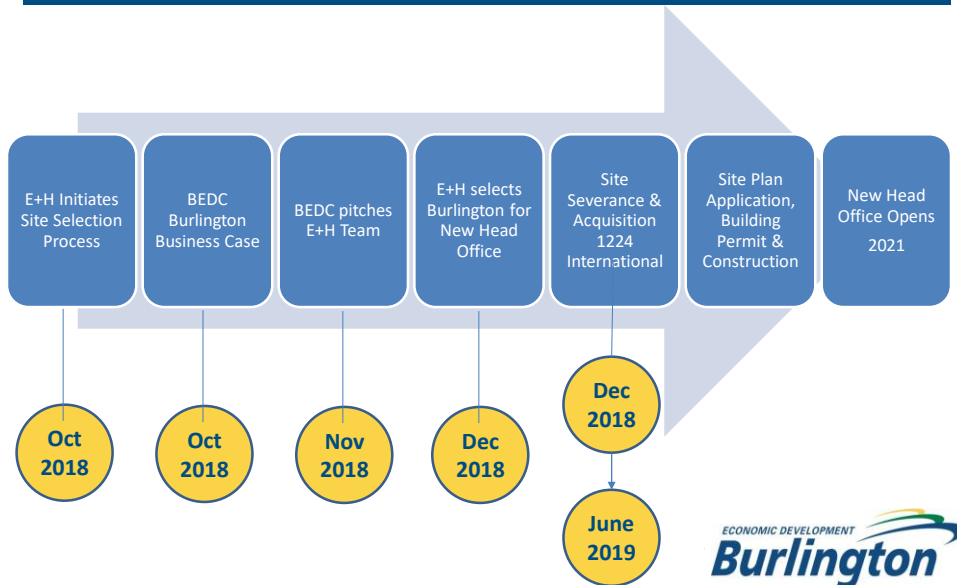 E+H Initiates
Site Selection
Process
BEDC
Burlington
Business Case
BEDC pitches
E+H Team
E+H selects
Burlington for
New Head
Office
Site
Severance &
Acquisition
1224
International
Site Plan
Application,
Building
Permit &
Construction
New Head
Office Opens
2021
Oct
2018
Oct
2018
Nov
2018
Dec
2018
Dec
2018
June
2019
ECONOMIC DEVELOPMENT
Burlington